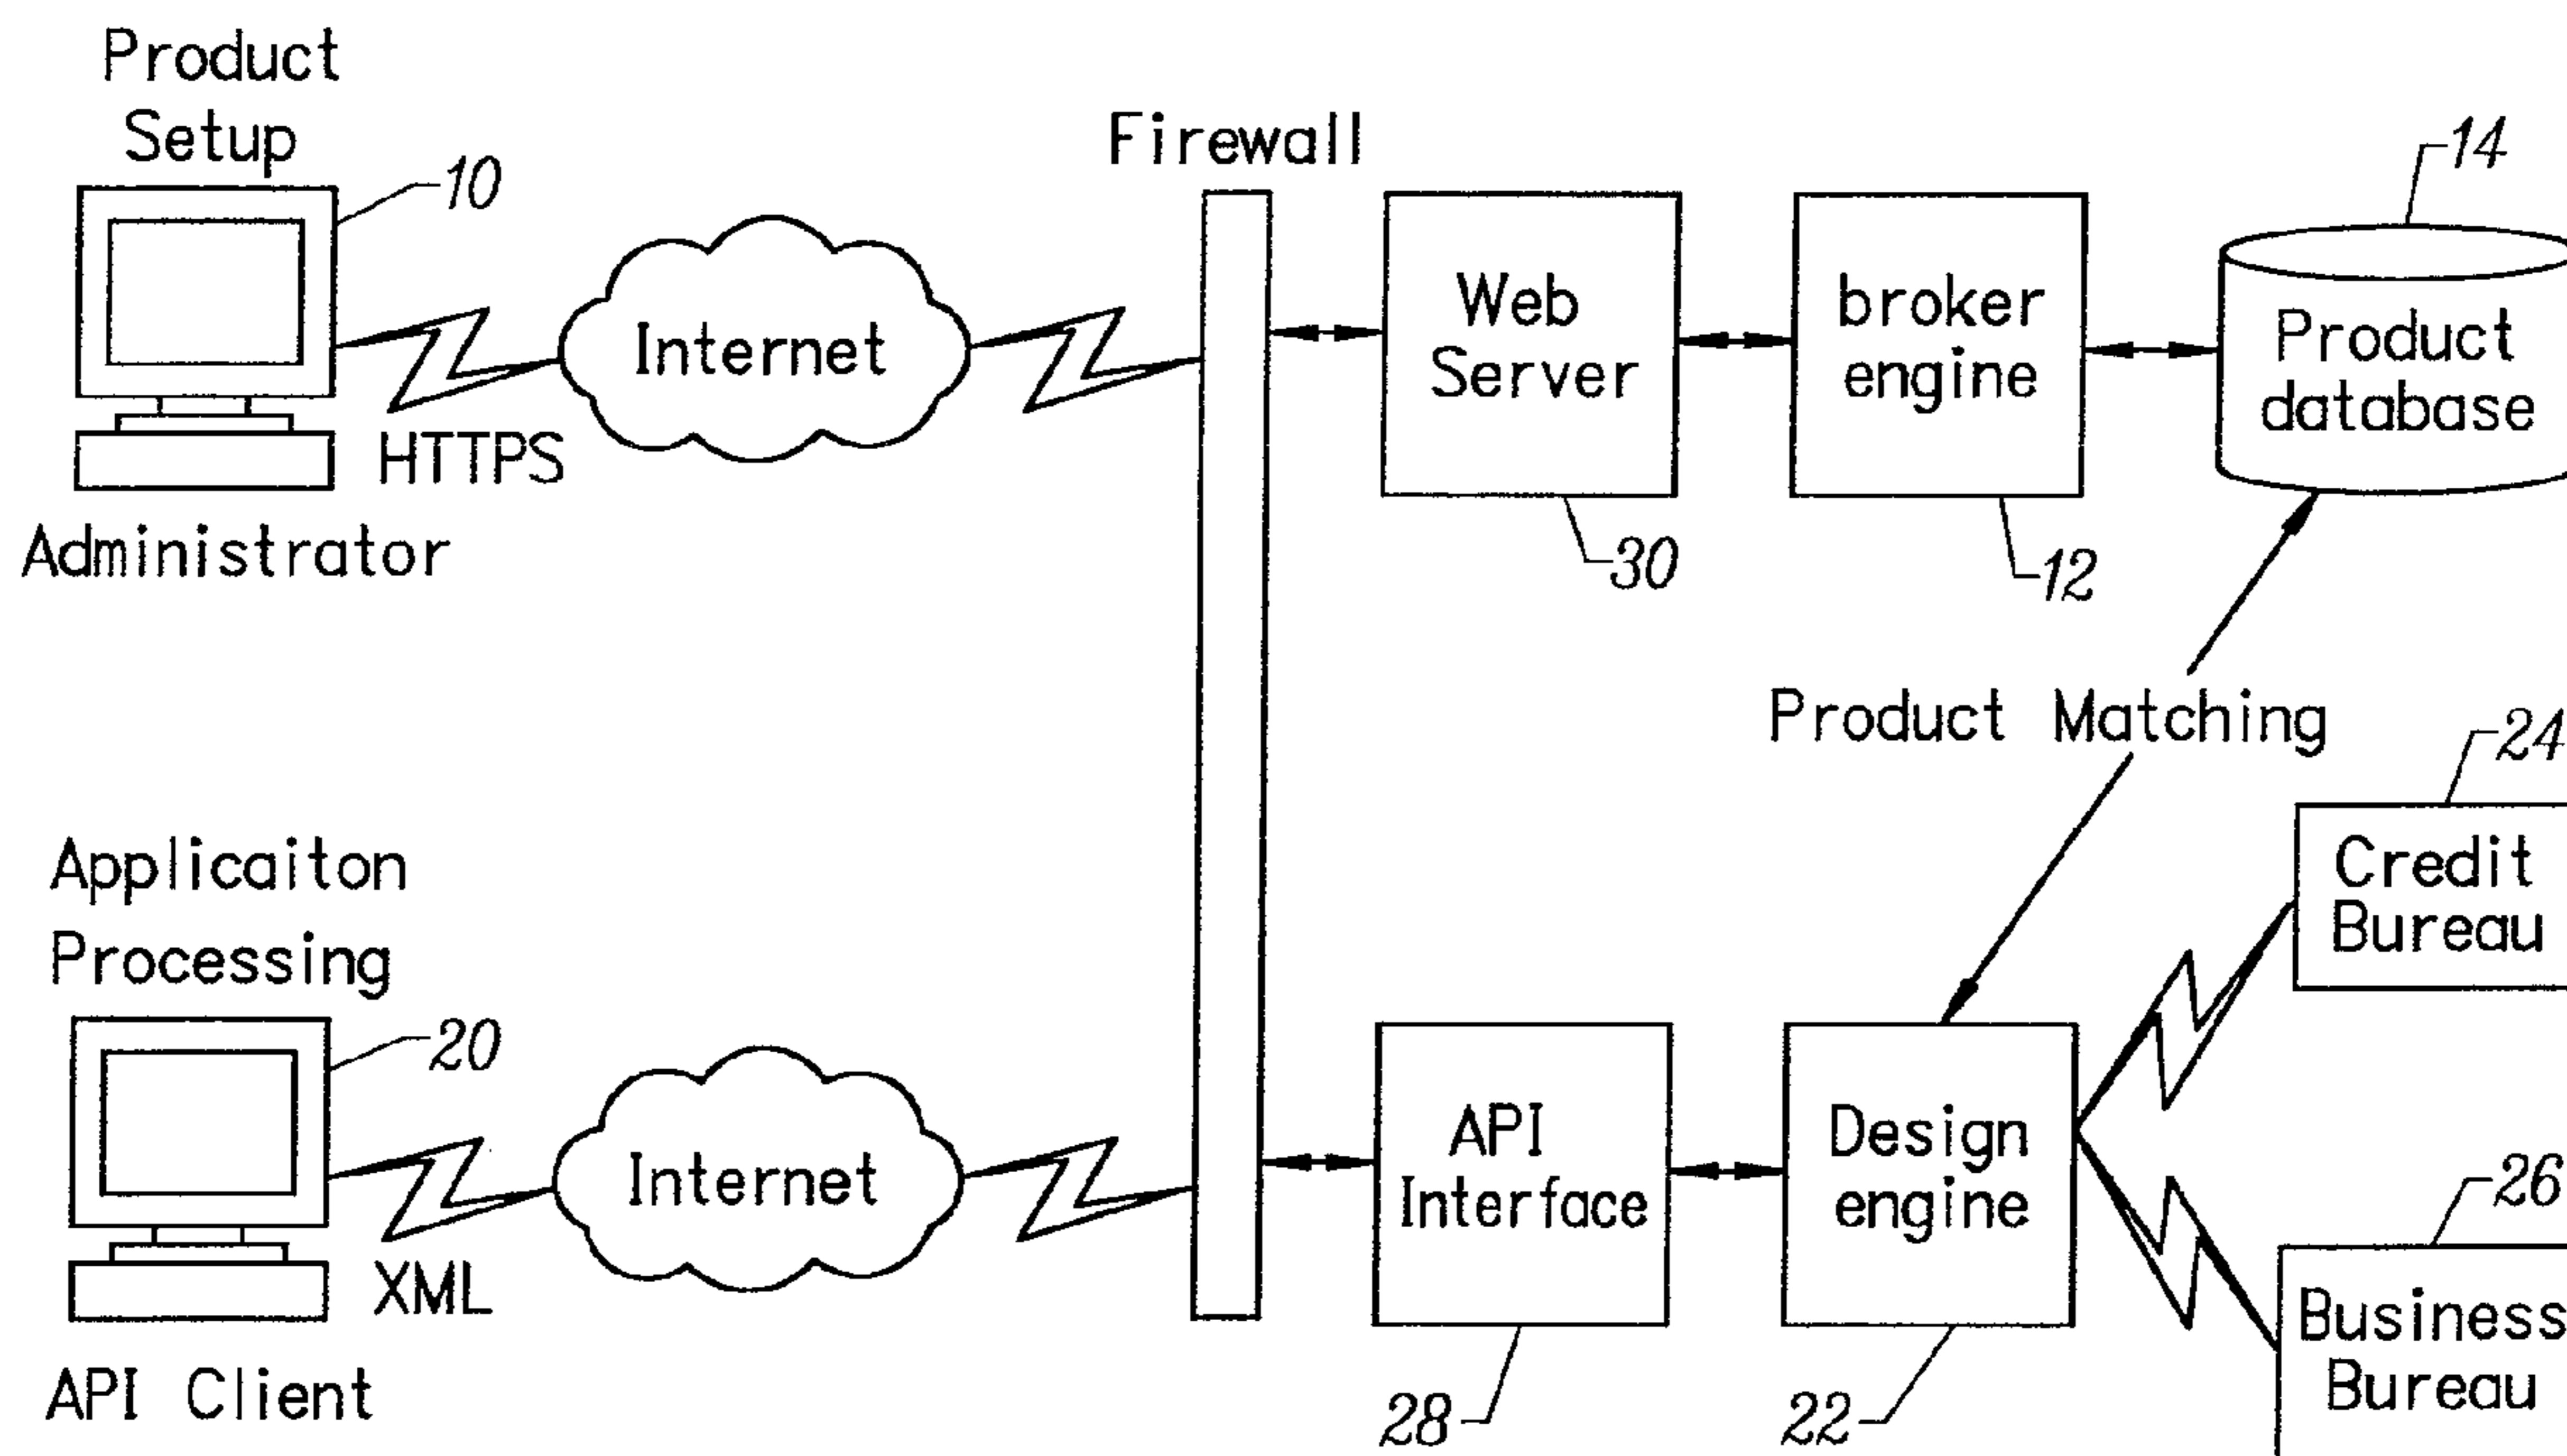 Product
Setup
10
HTTPS
Administrator
Internet
Firewall
Web
Server
30
broker
engine
12
14
Product
database
Product Matching
Applicaiton
Processing
20
XML
API Client
Internet
API
Interface
28
Design
engine
22
24
Credit
Bureau
26
Business
Bureau